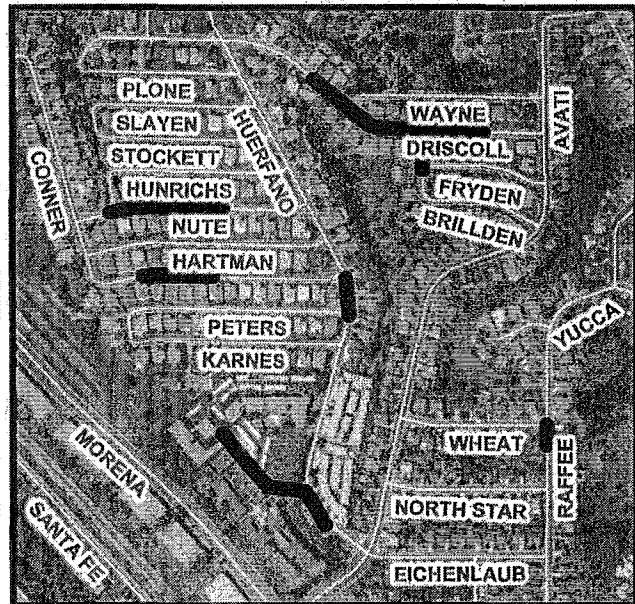 PLONE
SLAYEN
STOCKETT
HUNRICHS
NUTE
HARTMAN
PETERS
KARNES
CONNER
HUERFANO
WAYNE
DRISCOLL
FRYDEN
BRILLDEN
AVATI
YUCCA
WHEAT
RAFFEE
NORTH STAR
EICHENLAUB
MORENA
SANTA FE